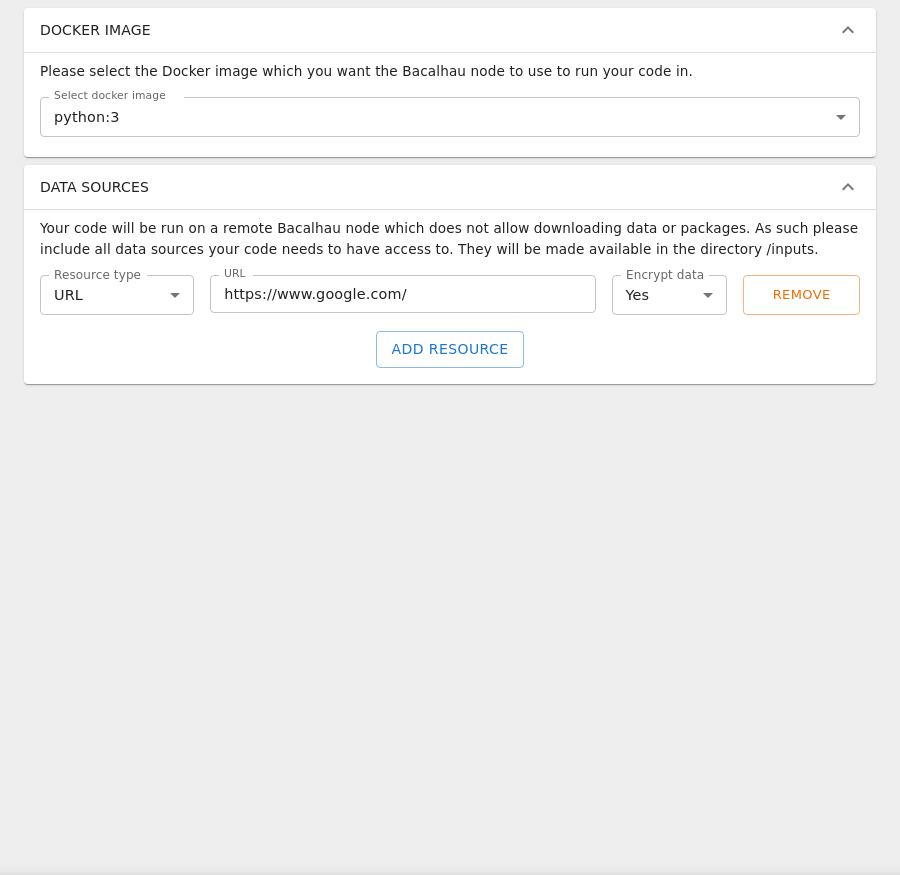 DOCKER IMAGE
Please select the Docker image which you want the Bacalhau node to use to run your code in.
Select docker image
python:3
DATA SOURCES
Your code will be run on a remote Bacalhau node which does not allow downloading data or packages. As such please
include all data sources your code needs to have access to. They will be made available in the directory /inputs.
Resource type URL Encrypt data
URL https://www.google.com/ Yes REMOVE
ADD RESOURCE